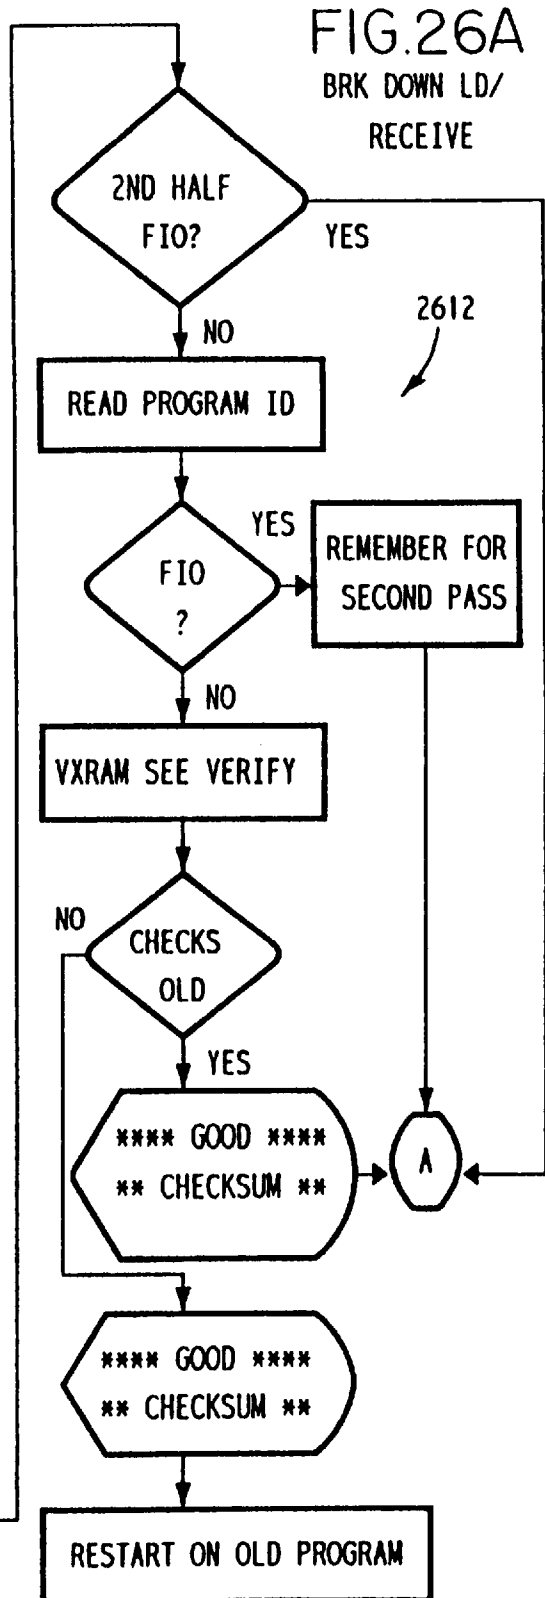 FIG.26A
BRK DOWN LD/
RECEIVE
2ND HALF
FIO?
YES
NO
2612
READ PROGRAM ID
FIO
?
YES
REMEMBER FOR
SECOND PASS
NO
VXRAM SEE VERIFY
CHECKS
OLD
NO
YES
**** GOOD ****
** CHECKSUM **
A
**** GOOD ****
** CHECKSUM **
RESTART ON OLD PROGRAM